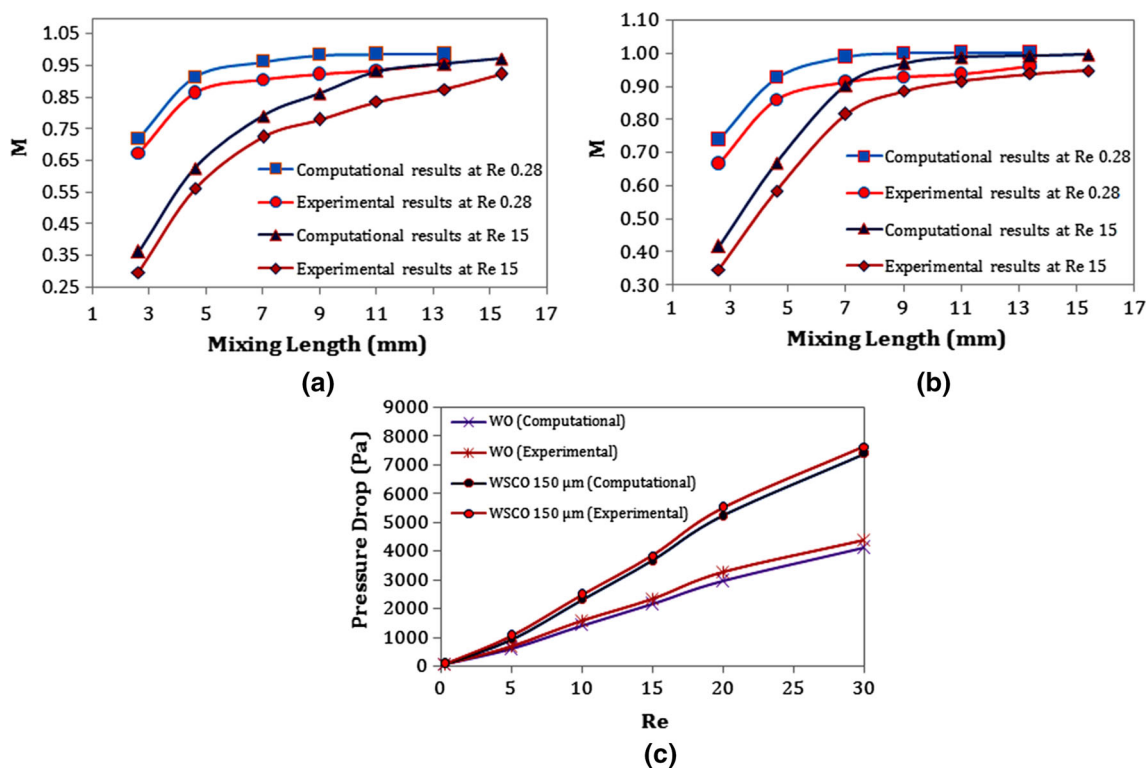 1.05
0.95
0.85
0.75
0.65
0.55
0.45
0.35
0.25
M
Computational results at Re 0.28
Experimental results at Re 0.28
Computational results at Re 15
Experimental results at Re 15
1 3 5 7 9 11 13 15 17
Mixing Length (mm)
(a)
1.10
1.00
0.90
0.80
0.70
0.60
0.50
0.40
0.30
M
Computational results at Re 0.28
Experimental results at Re 0.28
Computational results at Re 15
Experimental results at Re 15
1 3 5 7 9 11 13 15 17
Mixing Length (mm)
(b)
9000
8000
7000
6000
5000
4000
3000
2000
1000
0
Pressure Drop (Pa)
WO (Computational)
WO (Experimental)
WSCO 150 μm (Computational)
WSCO 150 μm (Experimental)
0 5 10 15 20 25 30
Re
(c)